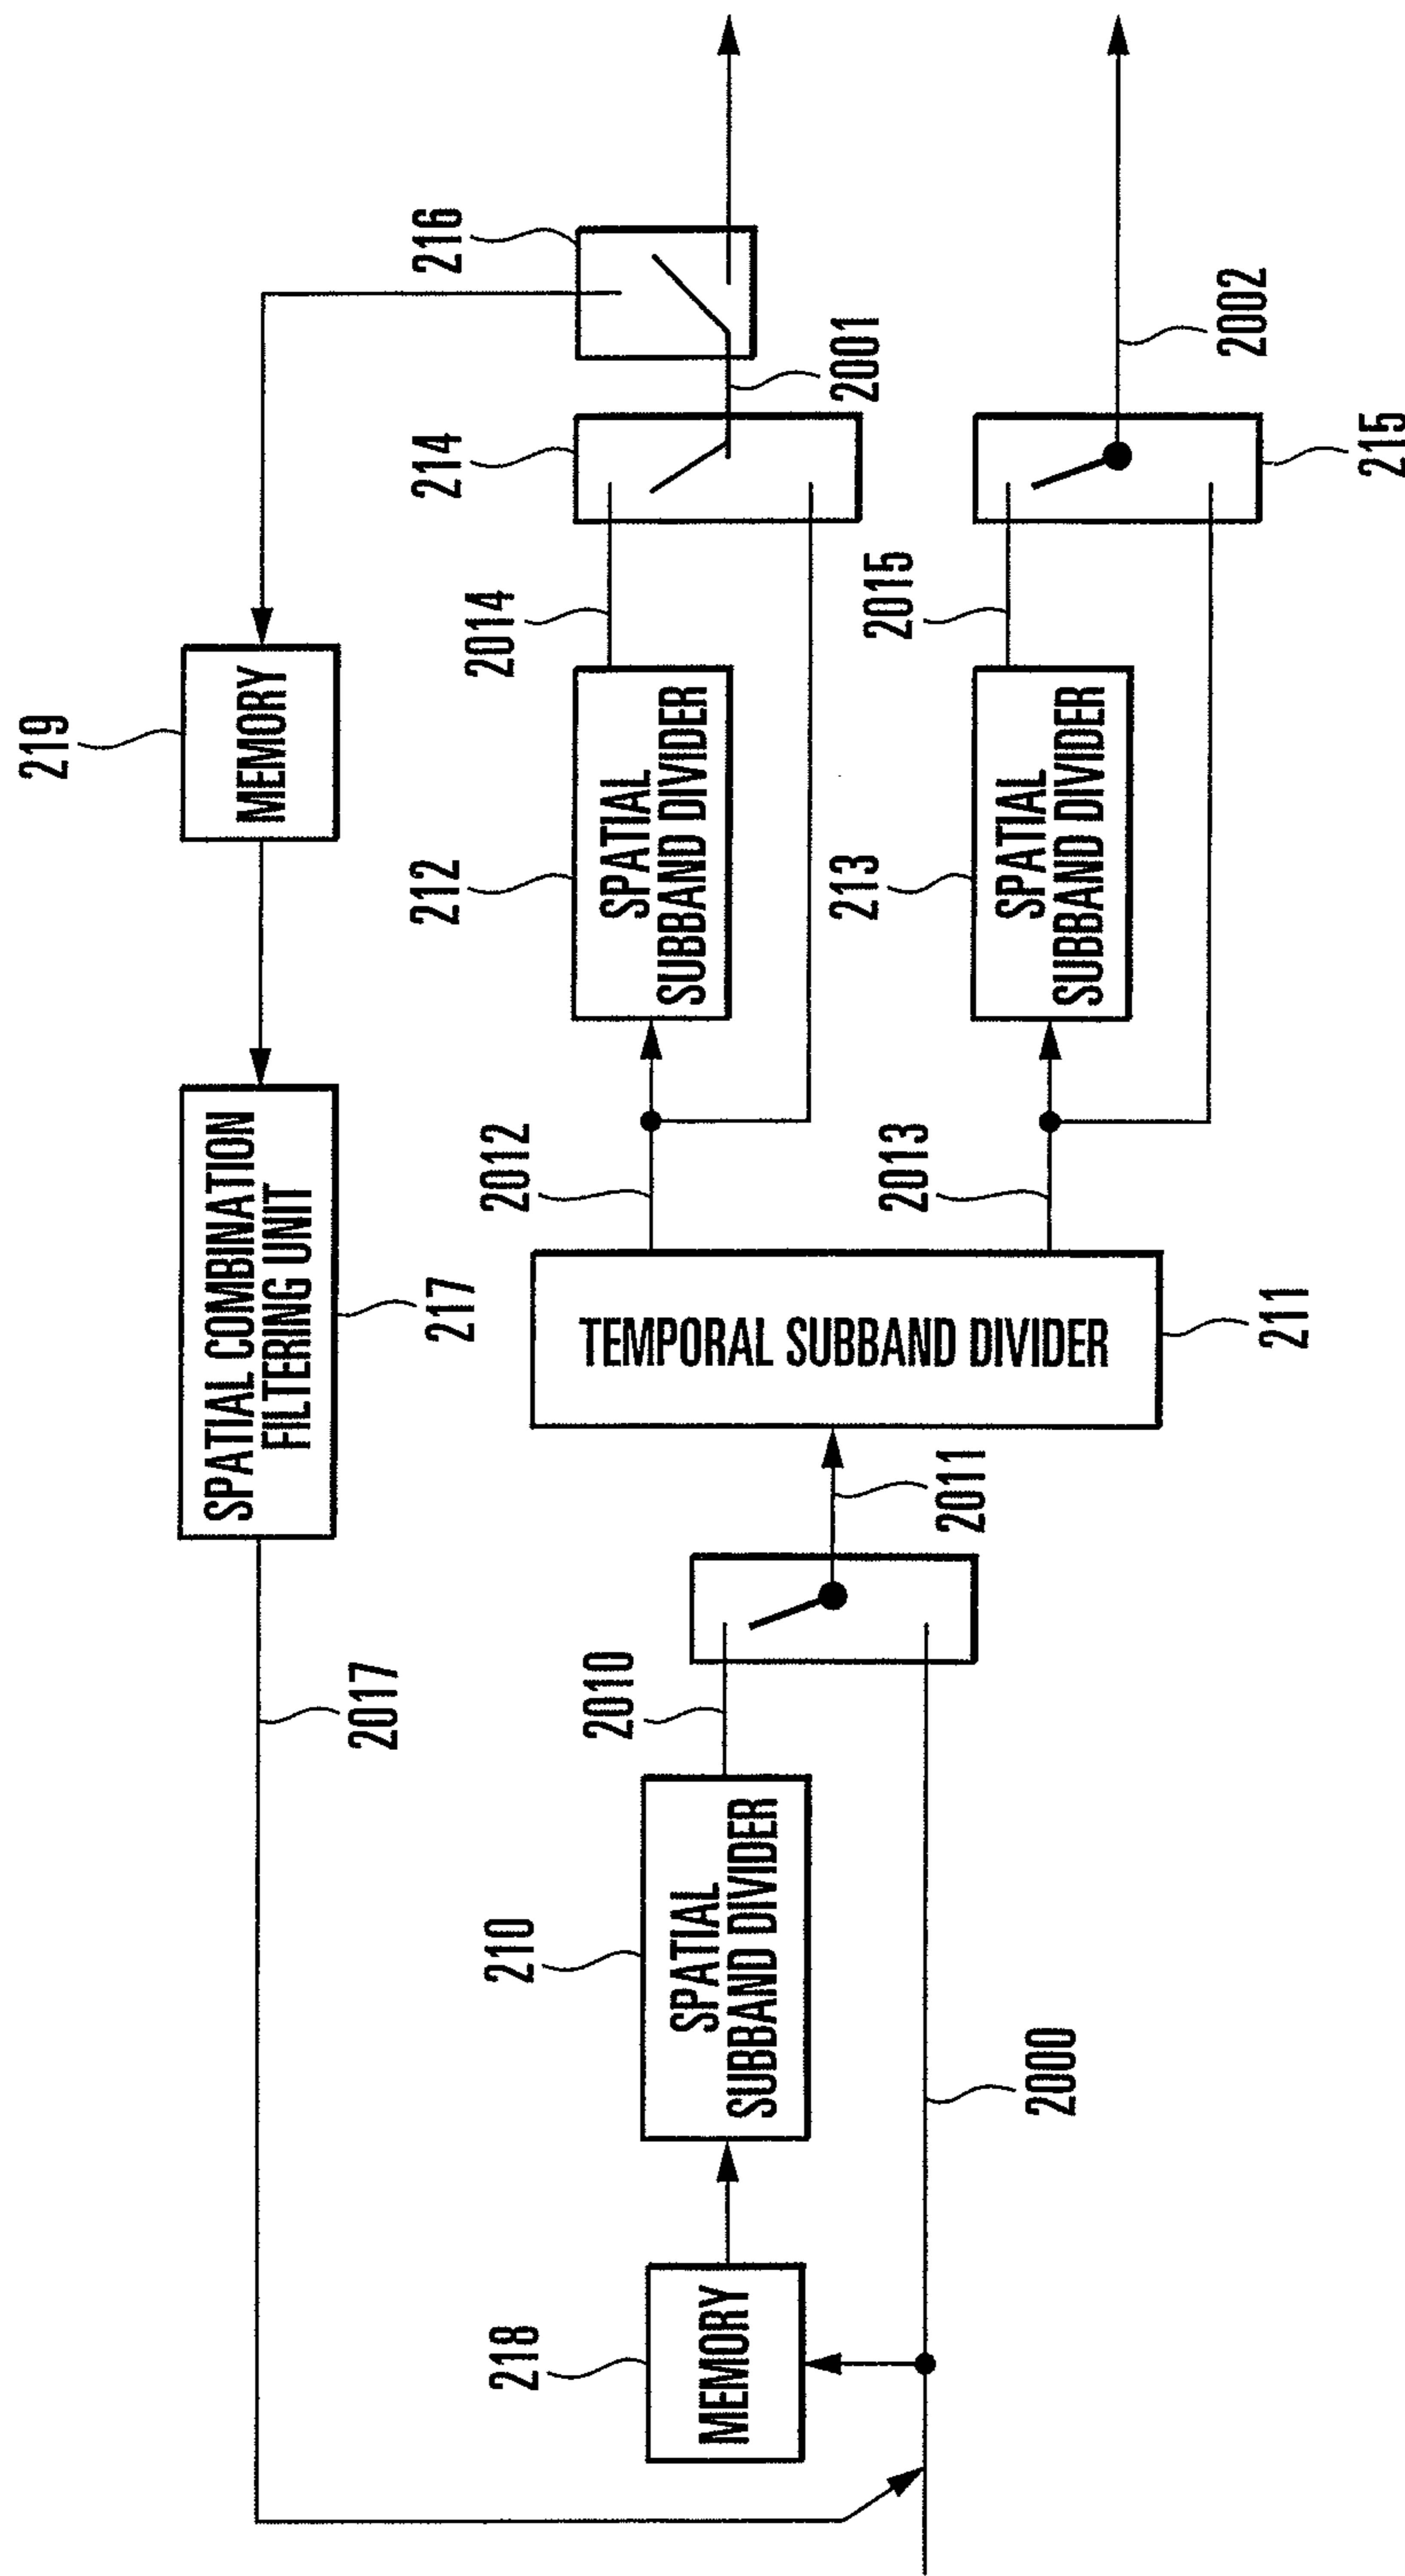 219
MEMORY
SPATIAL COMBINATION
FILTERING UNIT
217
2017
216
214
2001
2014
212
SPATIAL
SUBBAND DIVIDER
2012
2002
215
2015
213
SPATIAL
SUBBAND DIVIDER
2013
TEMPORAL SUBBAND DIVIDER
211
2011
2010
210
SPATIAL
SUBBAND DIVIDER
218
MEMORY
2000